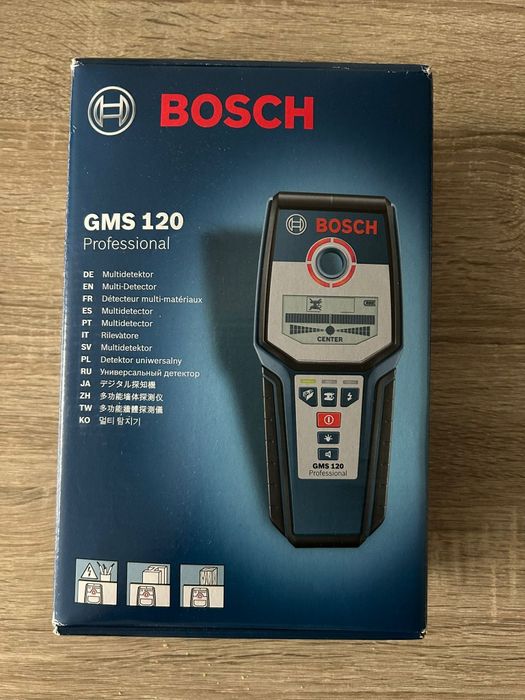 BOSCH
GMS 120
Professional
DE Multidetektor
EN Multi-Detector
FR Détecteur multi-matériaux
ES Multidetector
PT Multidetector
IT Rilevatore
SV Multidetektor
PL Detektor uniwersalny
RU Универсальный детектор
JA デジタル探知機
ZH 多功能墙体探测仪
TW 多功能牆體探測儀
KO 멀티 탐지기
BOSCH
CENTER
GMS 120
Professional